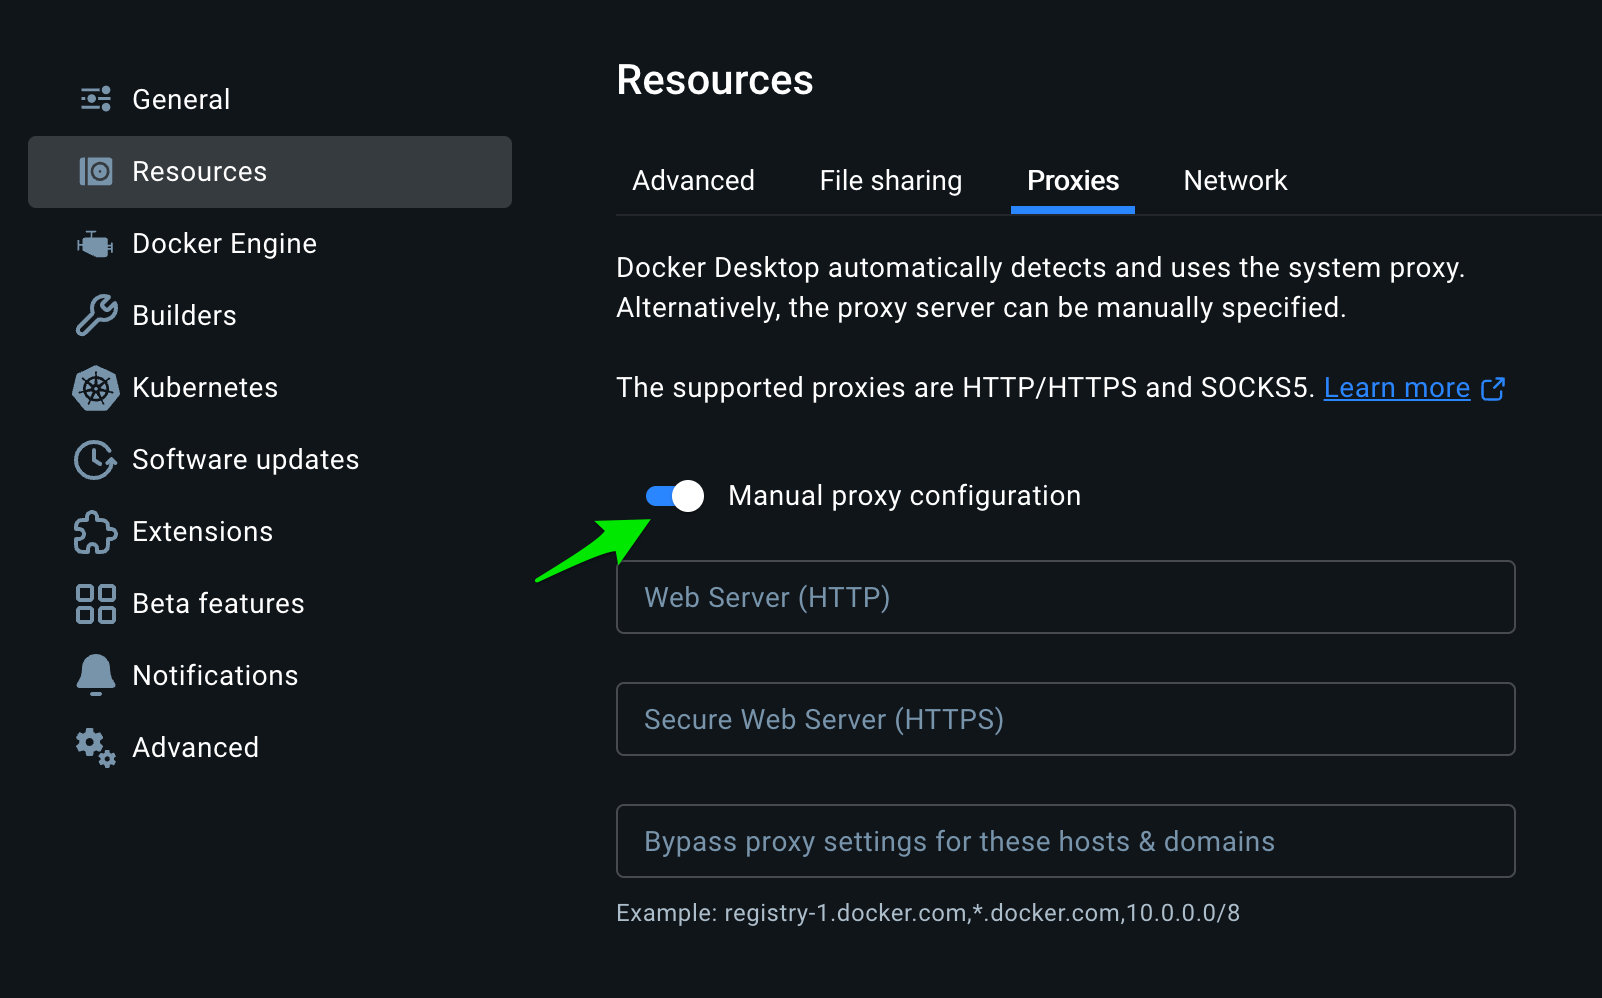 General
Resources
Docker Engine
Builders
Kubernetes
Software updates
Extensions
Beta features
Notifications
Advanced
Resources
Advanced File sharing Proxies Network
Docker Desktop automatically detects and uses the system proxy.
Alternatively, the proxy server can be manually specified.
The supported proxies are HTTP/HTTPS and SOCKS5. Learn more
Manual proxy configuration
Web Server (HTTP)
Secure Web Server (HTTPS)
Bypass proxy settings for these hosts & domains
Example: registry-1.docker.com,*.docker.com,10.0.0.0/8